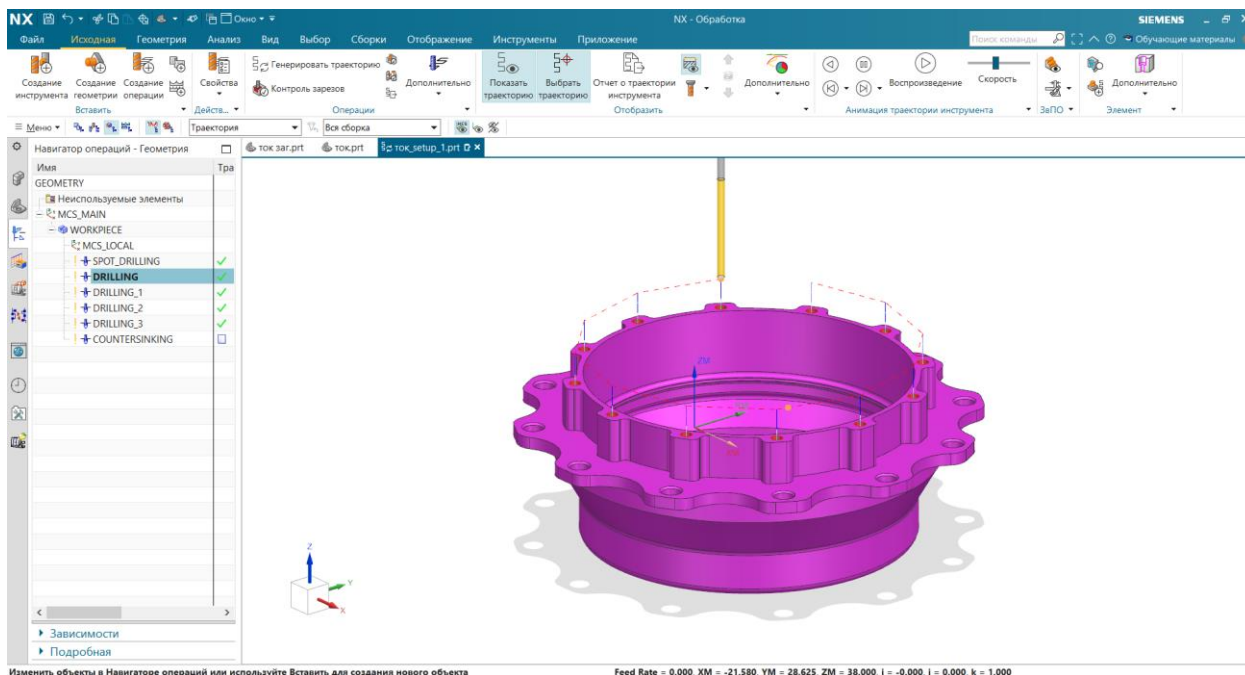 NX Окно NX - Обработка SIEMENS
Файл Исходная Геометрия Анализ Вид Выбор Сборки Отображение Инструменты Приложение Поиск команды Обучающие материалы
Создание инструмента
Создание геометрии
Создание операции
Вставить
Свойства
Действ...
Генерировать траекторию
Контроль зарезов
Дополнительно
Операции
Показать траекторию
Выбрать траекторию
Отчет о траектории инструмента
Дополнительно
Отобразить
Воспроизведение
Скорость
Анимация траектории инструмента
ЗвПО
Дополнительно
Элемент
Меню Траектория Вся сборка
Навигатор операций - Геометрия
ток заг.prt ток.prt ток_setup_1.prt
Имя Тра
GEOMETRY
Неиспользуемые элементы
MCS_MAIN
WORKPIECE
MCS_LOCAL
SPOT_DRILLING
DRILLING
DRILLING_1
DRILLING_2
DRILLING_3
COUNTERSINKING
ZM
Z
Y
X
Зависимости
Подробная
Изменить объекты в Навигаторе операций или используйте Вставить для создания нового объекта Feed Rate = 0.000, XM = -21.580, YM = 28.625, ZM = 38.000, i = -0.000, j = 0.000, k = 1.000